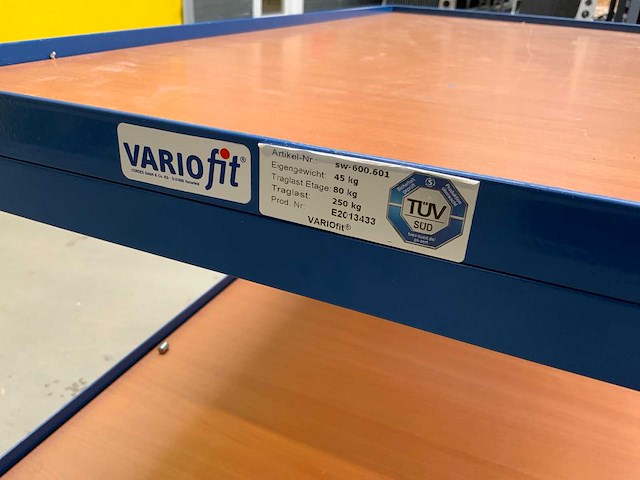 VARIOfit®
Artikel-Nr.: sw-600.601
Eigengewicht: 45 kg
Traglast Etage: 80 kg
Traglast: 250 kg
Prod. Nr: E2013433
VARIOfit®
S
TÜV
SÜD